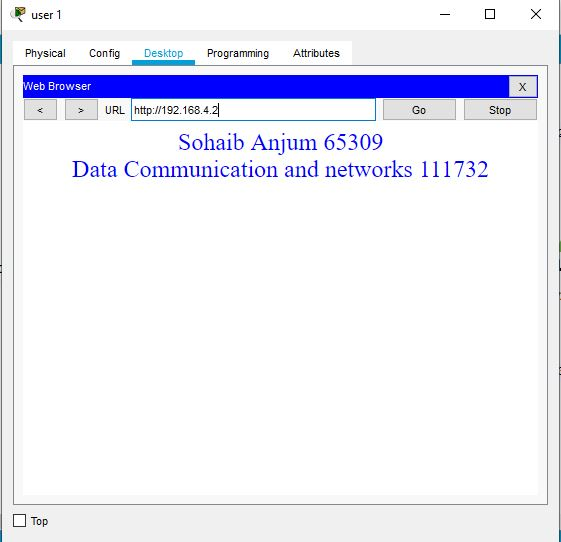 user 1
Physical Config Desktop Programming Attributes
Web Browser X
< > URL http://192.168.4.2 Go Stop
Sohaib Anjum 65309
Data Communication and networks 111732
Top